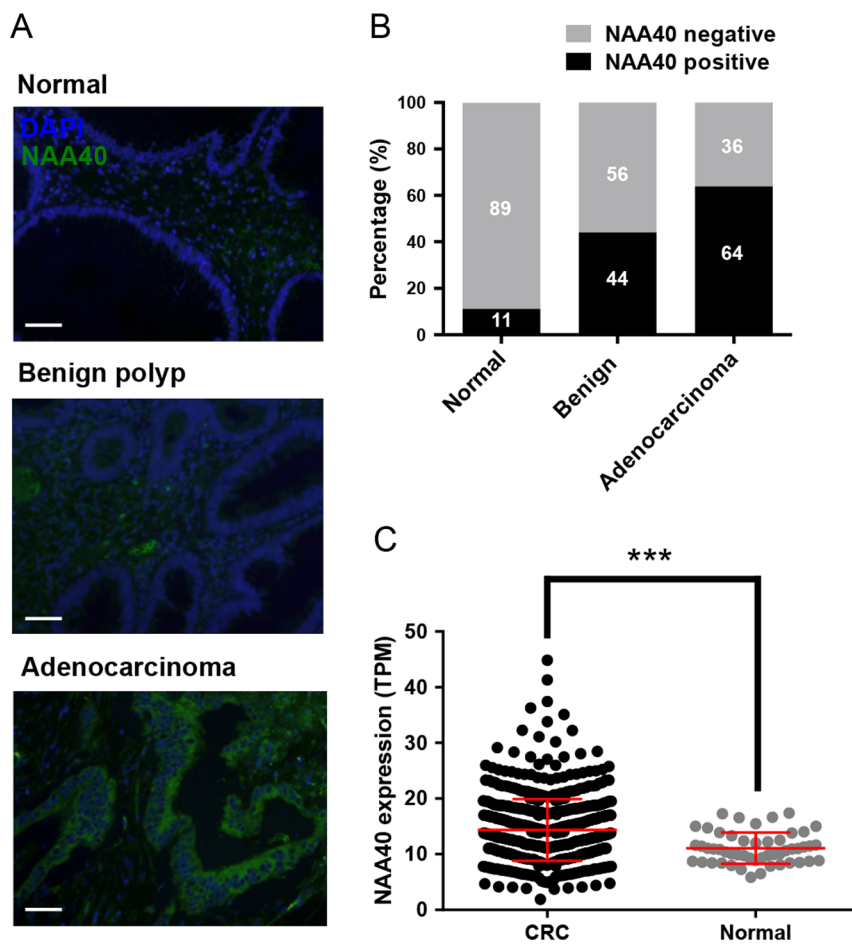 A
Normal
DAPI
NAA40
Benign polyp
Adenocarcinoma
B
NAA40 negative
NAA40 positive
Percentage (%)
100
80
60
40
20
0
89
11
56
44
36
64
Normal
Benign
Adenocarcinoma
C
***
NAA40 expression (TPM)
50
40
30
20
10
0
CRC
Normal